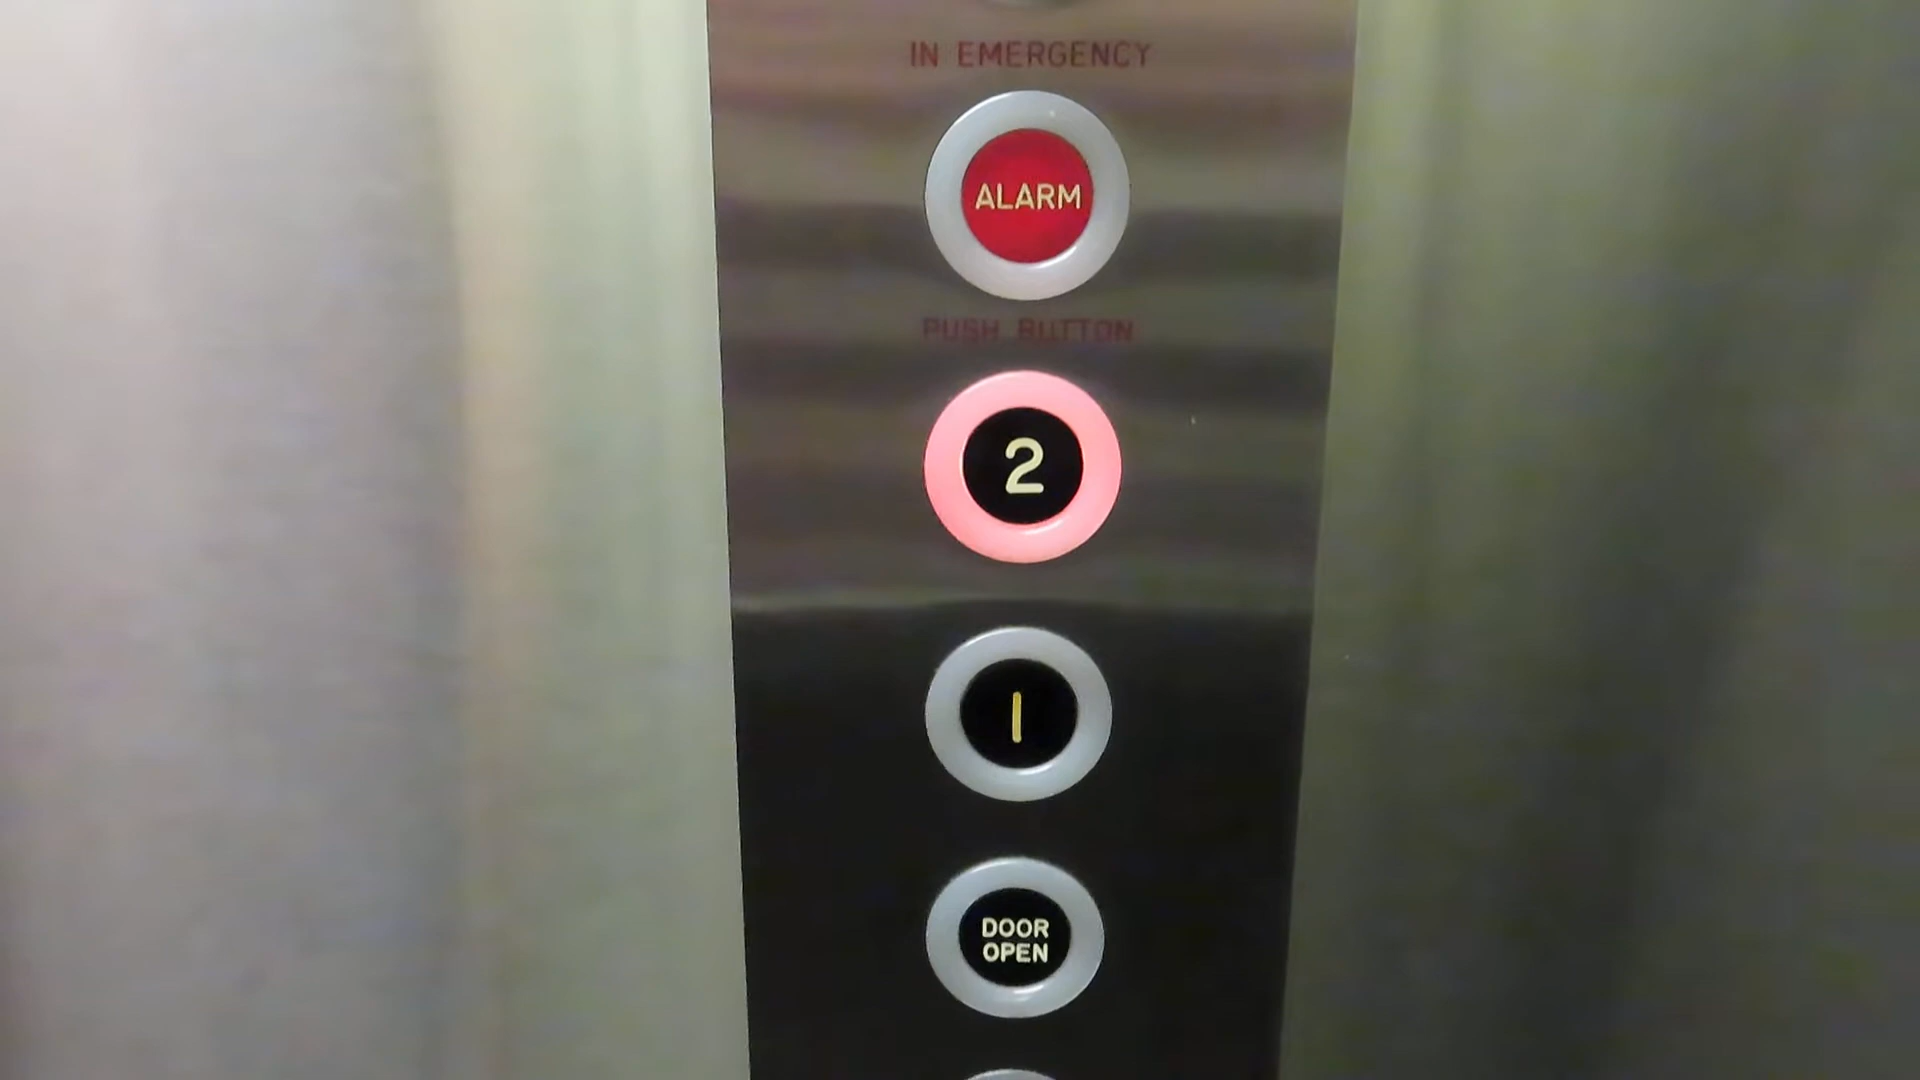 IN EMERGENCY
ALARM
PUSH BUTTON
2
1
DOOR
OPEN